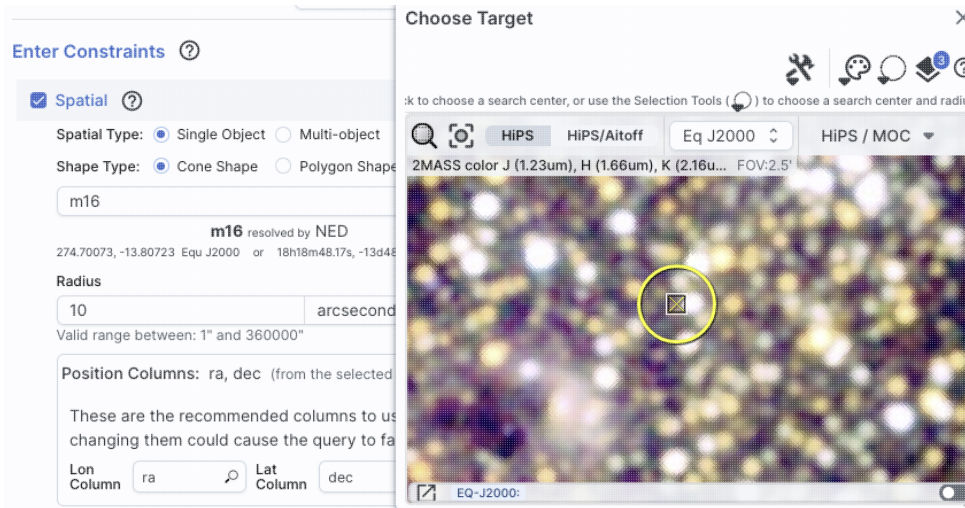 Enter Constraints ?
Spatial ?
Spatial Type: Single Object Multi-object
Shape Type: Cone Shape Polygon Shape
m16
m16 resolved by NED
274.70073, -13.80723 Equ J2000 or 18h18m48.17s, -13d48
Radius
10 arcsecond
Valid range between: 1" and 360000"
Position Columns: ra, dec (from the selected
These are the recommended columns to us
changing them could cause the query to fa
Lon Column ra Lat Column dec
Choose Target
3 ?
:k to choose a search center, or use the Selection Tools ( ) to choose a search center and radi
HiPS HiPS/Aitoff Eq J2000 HiPS / MOC
2MASS color J (1.23um), H (1.66um), K (2.16u... FOV:2.5'
EQ-J2000: